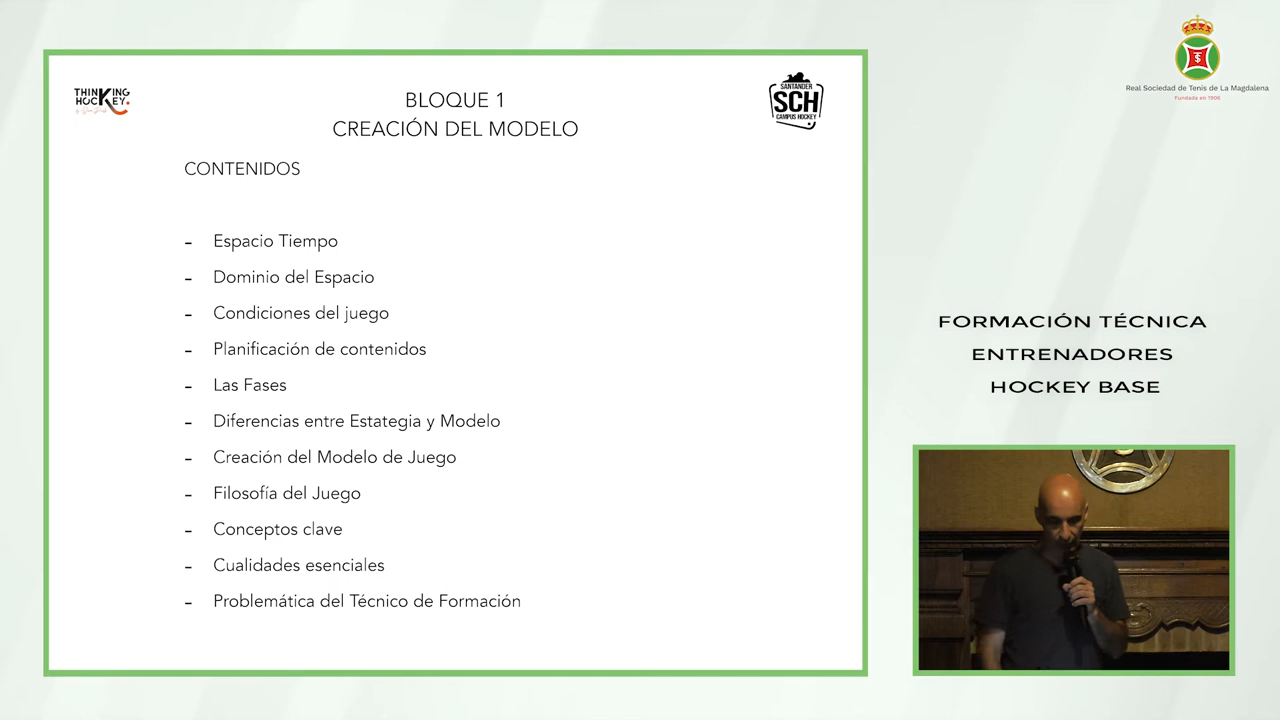 THINKING
HOCKEY.
BLOQUE 1
CREACIÓN DEL MODELO
SANTANDER
SCH
CAMPUS HOCKEY
CONTENIDOS
- Espacio Tiempo
- Dominio del Espacio
- Condiciones del juego
- Planificación de contenidos
- Las Fases
- Diferencias entre Estategia y Modelo
- Creación del Modelo de Juego
- Filosofía del Juego
- Conceptos clave
- Cualidades esenciales
- Problemática del Técnico de Formación
Real Sociedad de Tenis de La Magdalena
Fundada en 1906
FORMACIÓN TÉCNICA
ENTRENADORES
HOCKEY BASE